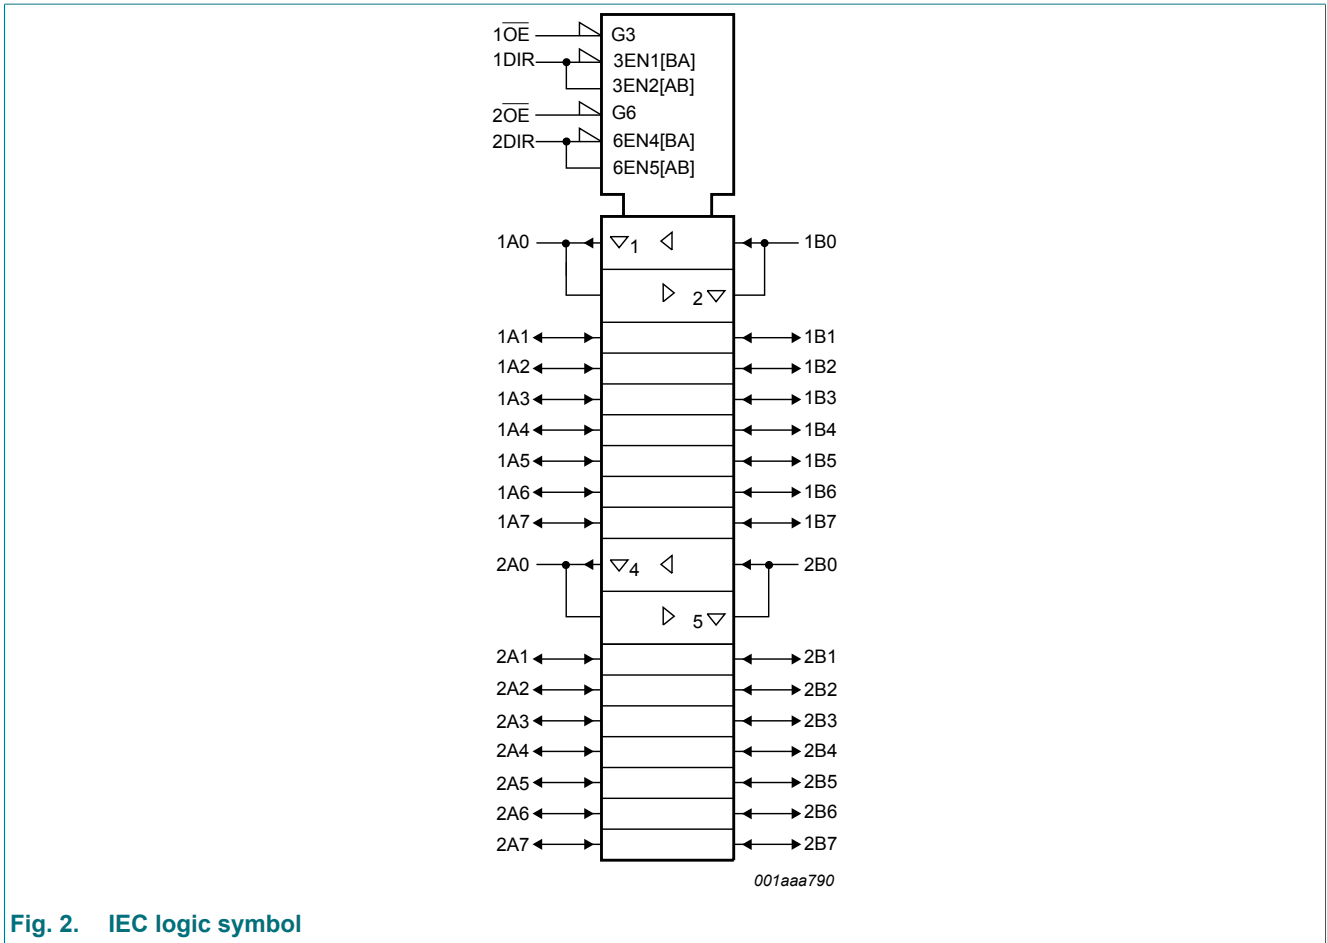 1O̅E̅ G3
1DIR 3EN1[BA]
3EN2[AB]
2O̅E̅ G6
2DIR 6EN4[BA]
6EN5[AB]
1A0 1 1B0
2
1A1 1B1
1A2 1B2
1A3 1B3
1A4 1B4
1A5 1B5
1A6 1B6
1A7 1B7
2A0 4 2B0
5
2A1 2B1
2A2 2B2
2A3 2B3
2A4 2B4
2A5 2B5
2A6 2B6
2A7 2B7
001aaa790
Fig. 2. IEC logic symbol